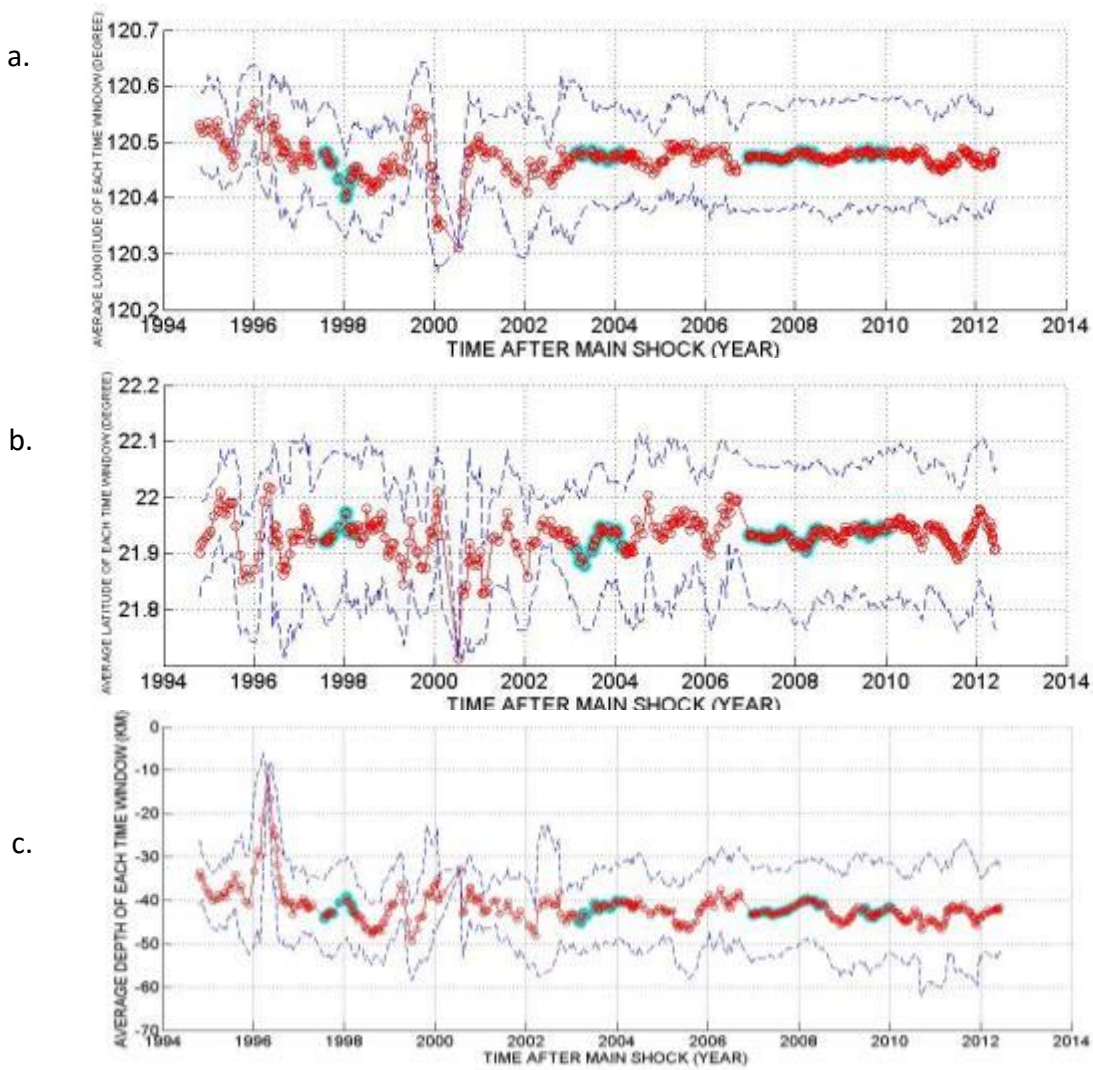 a.
AVERAGE LONGITUDE OF EACH TIME WINDOW (DEGREE)
120.7
120.6
120.5
120.4
120.3
120.2
1994 1996 1998 2000 2002 2004 2006 2008 2010 2012 2014
TIME AFTER MAIN SHOCK (YEAR)
b.
AVERAGE LATITUDE OF EACH TIME WINDOW (DEGREE)
22.2
22.1
22
21.9
21.8
1994 1996 1998 2000 2002 2004 2006 2008 2010 2012 2014
TIME AFTER MAIN SHOCK (YEAR)
c.
AVERAGE DEPTH OF EACH TIME WINDOW (KM)
0
-10
-20
-30
-40
-50
-60
-70
1994 1996 1998 2000 2002 2004 2006 2008 2010 2012 2014
TIME AFTER MAIN SHOCK (YEAR)